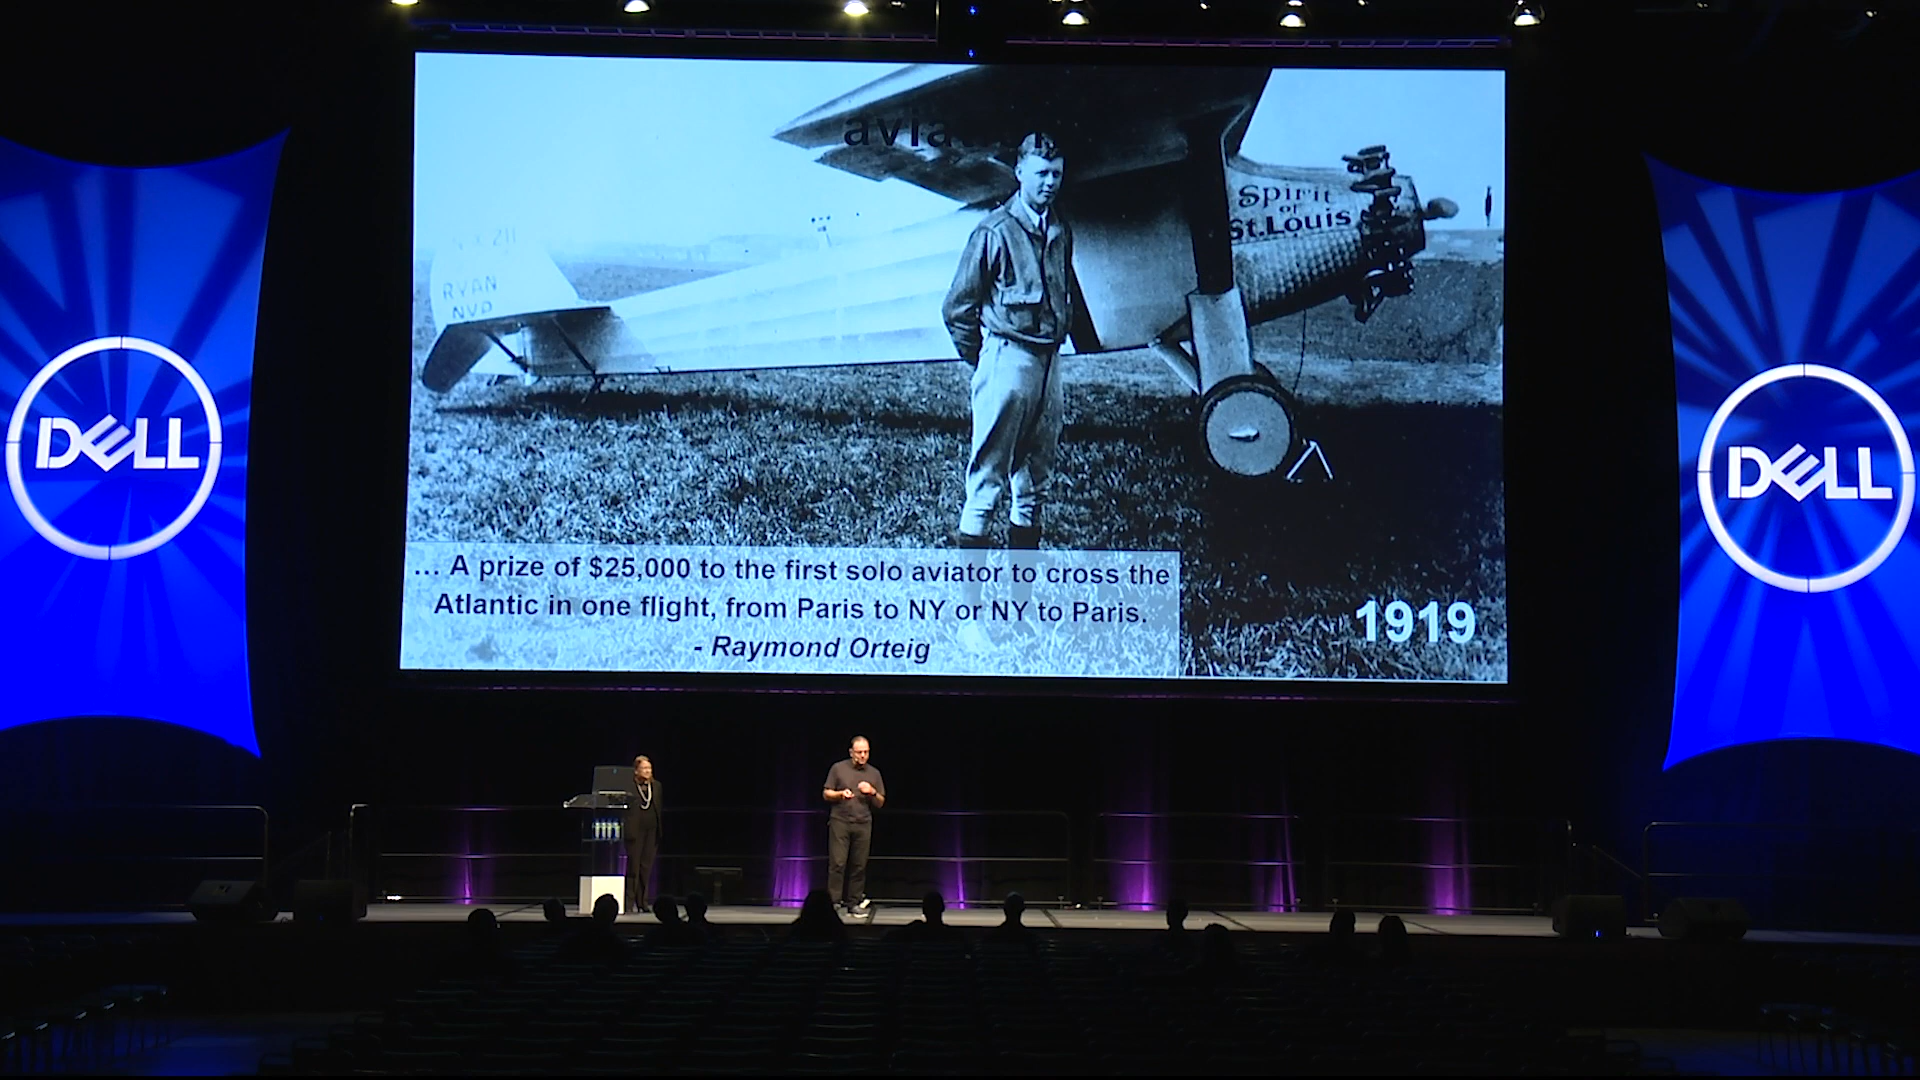 Spirit
of
St. Louis
RYAN
NYP
... A prize of $25,000 to the first solo aviator to cross the
Atlantic in one flight, from Paris to NY or NY to Paris.
- Raymond Orteig
1919
DELL
DELL